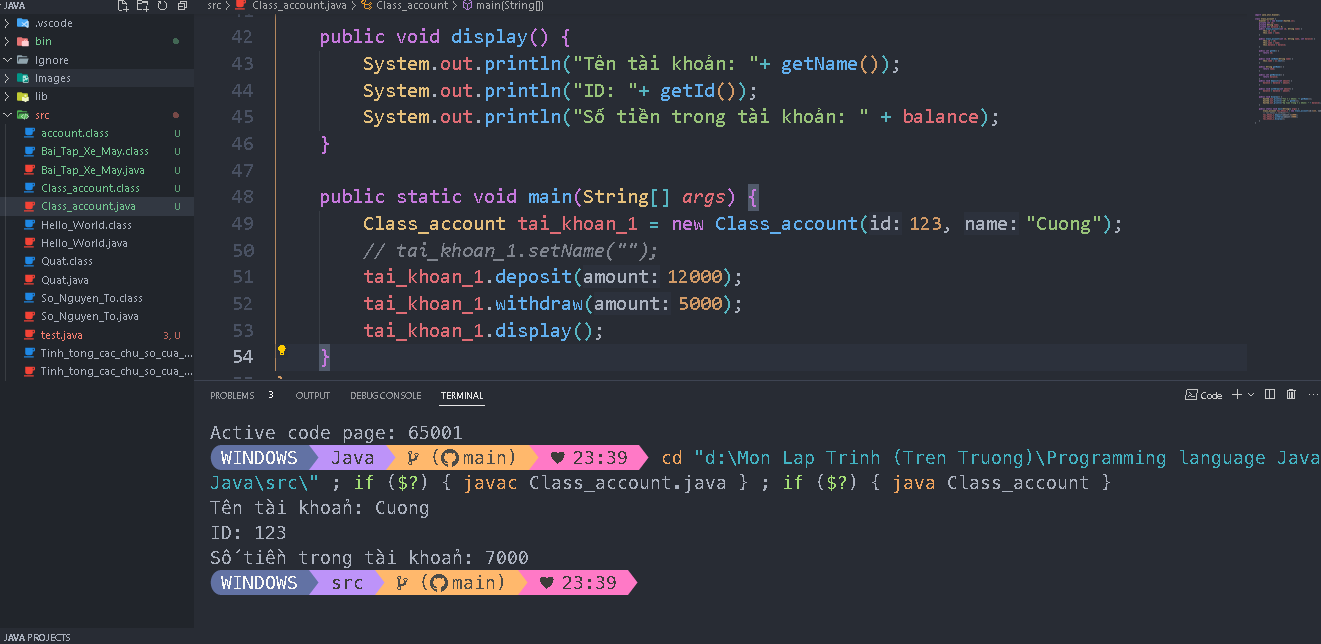 JAVA
src > Class_account.java > Class_account > main(String[])
.vscode
bin
Ignore
Images
lib
src
account.class U
Bai_Tap_Xe_May.class U
Bai_Tap_Xe_May.java U
Class_account.class U
Class_account.java U
Hello_World.class
Hello_World.java
Quat.class
Quat.java
So_Nguyen_To.class
So_Nguyen_To.java
test.java 3, U
Tinh_tong_cac_chu_so_cua_...
Tinh_tong_cac_chu_so_cua_...
JAVA PROJECTS
42 public void display() {
43 System.out.println("Tên tài khoản: "+ getName());
44 System.out.println("ID: "+ getId());
45 System.out.println("Số tiền trong tài khoản: " + balance);
46 }
47
48 public static void main(String[] args) {
49 Class_account tai_khoan_1 = new Class_account(id: 123, name: "Cuong");
50 // tai_khoan_1.setName("");
51 tai_khoan_1.deposit(amount: 12000);
52 tai_khoan_1.withdraw(amount: 5000);
53 tai_khoan_1.display();
54 }
PROBLEMS 3 OUTPUT DEBUG CONSOLE TERMINAL Code
Active code page: 65001
WINDOWS Java (main) 23:39 cd "d:\Mon Lap Trinh (Tren Truong)\Programming language Java
Java\src\" ; if ($?) { javac Class_account.java } ; if ($?) { java Class_account }
Tên tài khoản: Cuong
ID: 123
Số tiền trong tài khoản: 7000
WINDOWS src (main) 23:39